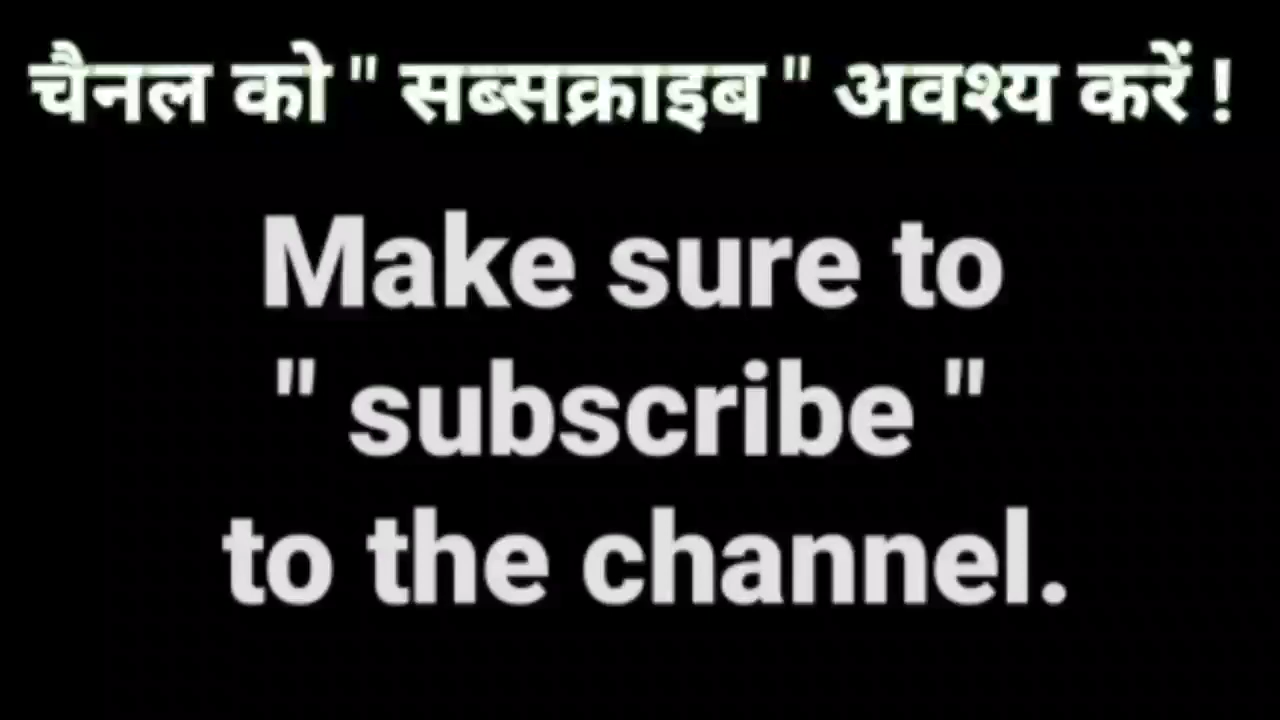 चैनल को " सब्सक्राइब " अवश्य करें !
Make sure to
" subscribe "
to the channel.